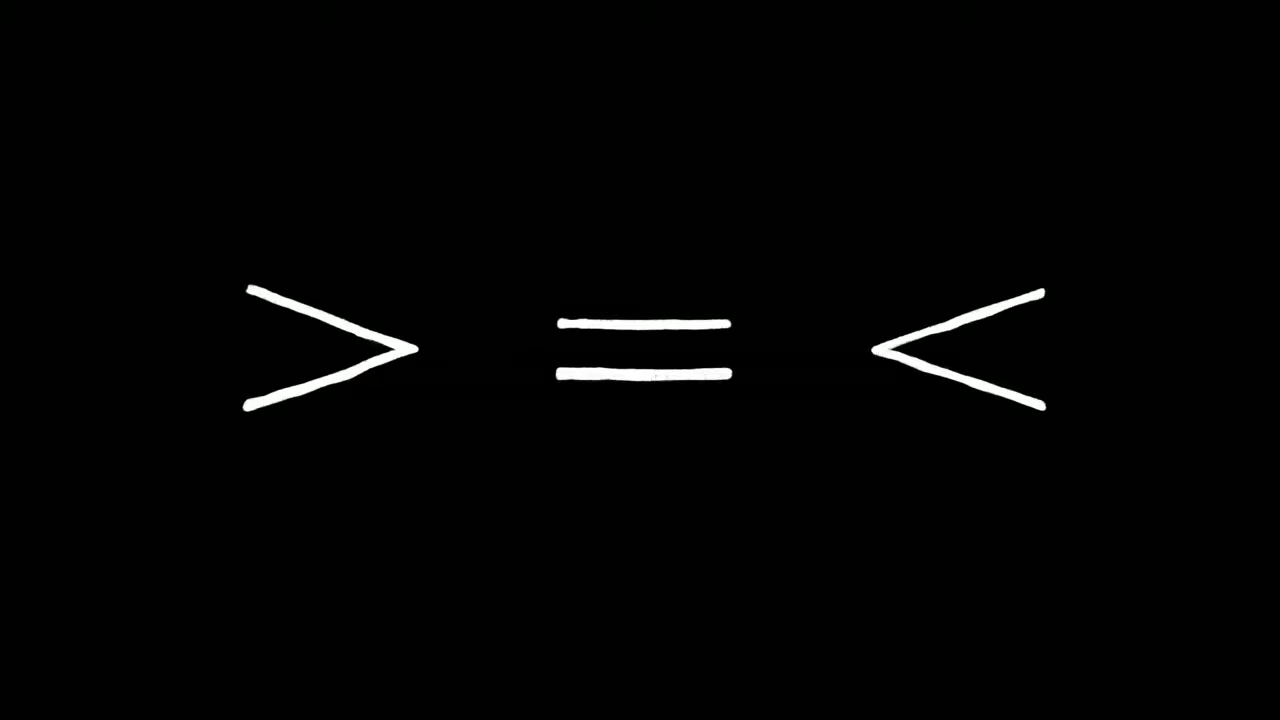 > = <